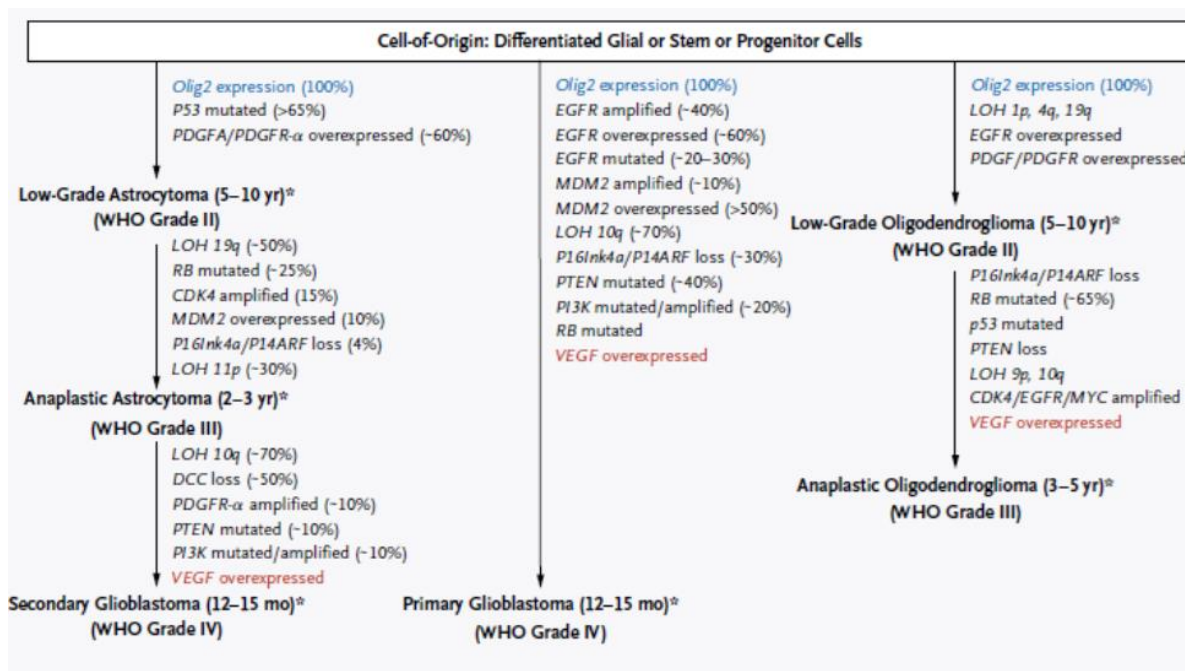 Cell-of-Origin: Differentiated Glial or Stem or Progenitor Cells
Olig2 expression (100%)
P53 mutated (>65%)
PDGFA/PDGFR-α overexpressed (~60%)
Low-Grade Astrocytoma (5–10 yr)*
(WHO Grade II)
LOH 19q (~50%)
RB mutated (~25%)
CDK4 amplified (15%)
MDM2 overexpressed (10%)
P16Ink4a/P14ARF loss (4%)
LOH 11p (~30%)
Anaplastic Astrocytoma (2–3 yr)*
(WHO Grade III)
LOH 10q (~70%)
DCC loss (~50%)
PDGFR-α amplified (~10%)
PTEN mutated (~10%)
PI3K mutated/amplified (~10%)
VEGF overexpressed
Secondary Glioblastoma (12–15 mo)*
(WHO Grade IV)
Olig2 expression (100%)
EGFR amplified (~40%)
EGFR overexpressed (~60%)
EGFR mutated (~20–30%)
MDM2 amplified (~10%)
MDM2 overexpressed (>50%)
LOH 10q (~70%)
P16Ink4a/P14ARF loss (~30%)
PTEN mutated (~40%)
PI3K mutated/amplified (~20%)
RB mutated
VEGF overexpressed
Primary Glioblastoma (12–15 mo)*
(WHO Grade IV)
Olig2 expression (100%)
LOH 1p, 4q, 19q
EGFR overexpressed
PDGF/PDGFR overexpressed
Low-Grade Oligodendroglioma (5–10 yr)*
(WHO Grade II)
P16Ink4a/P14ARF loss
RB mutated (~65%)
p53 mutated
PTEN loss
LOH 9p, 10q
CDK4/EGFR/MYC amplified
VEGF overexpressed
Anaplastic Oligodendroglioma (3–5 yr)*
(WHO Grade III)